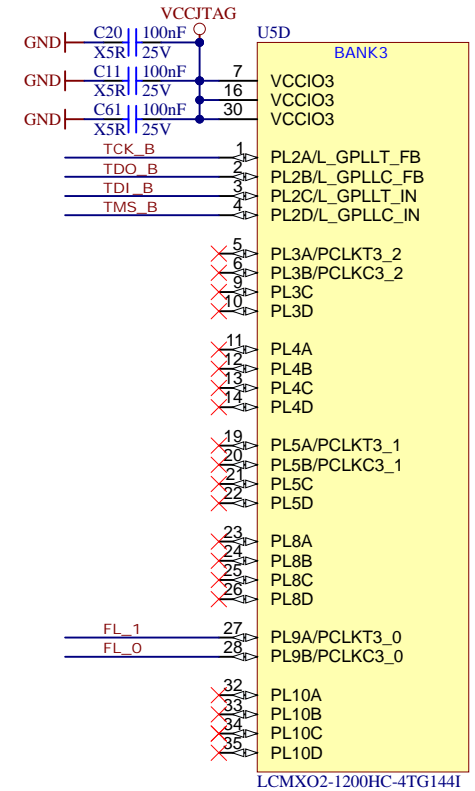 VCCJTAG
GND C20 100nF X5R 25V
GND C11 100nF X5R 25V
GND C61 100nF X5R 25V
U5D
BANK3
7 VCCIO3
16 VCCIO3
30 VCCIO3
TCK_B 1 PL2A/L_GPLLT_FB
TDO_B 2 PL2B/L_GPLLC_FB
TDI_B 3 PL2C/L_GPLLT_IN
TMS_B 4 PL2D/L_GPLLC_IN
5 PL3A/PCLKT3_2
6 PL3B/PCLKC3_2
9 PL3C
10 PL3D
11 PL4A
12 PL4B
13 PL4C
14 PL4D
19 PL5A/PCLKT3_1
20 PL5B/PCLKC3_1
21 PL5C
22 PL5D
23 PL8A
24 PL8B
25 PL8C
26 PL8D
FL_1 27 PL9A/PCLKT3_0
FL_0 28 PL9B/PCLKC3_0
32 PL10A
33 PL10B
34 PL10C
35 PL10D
LCMXO2-1200HC-4TG144I